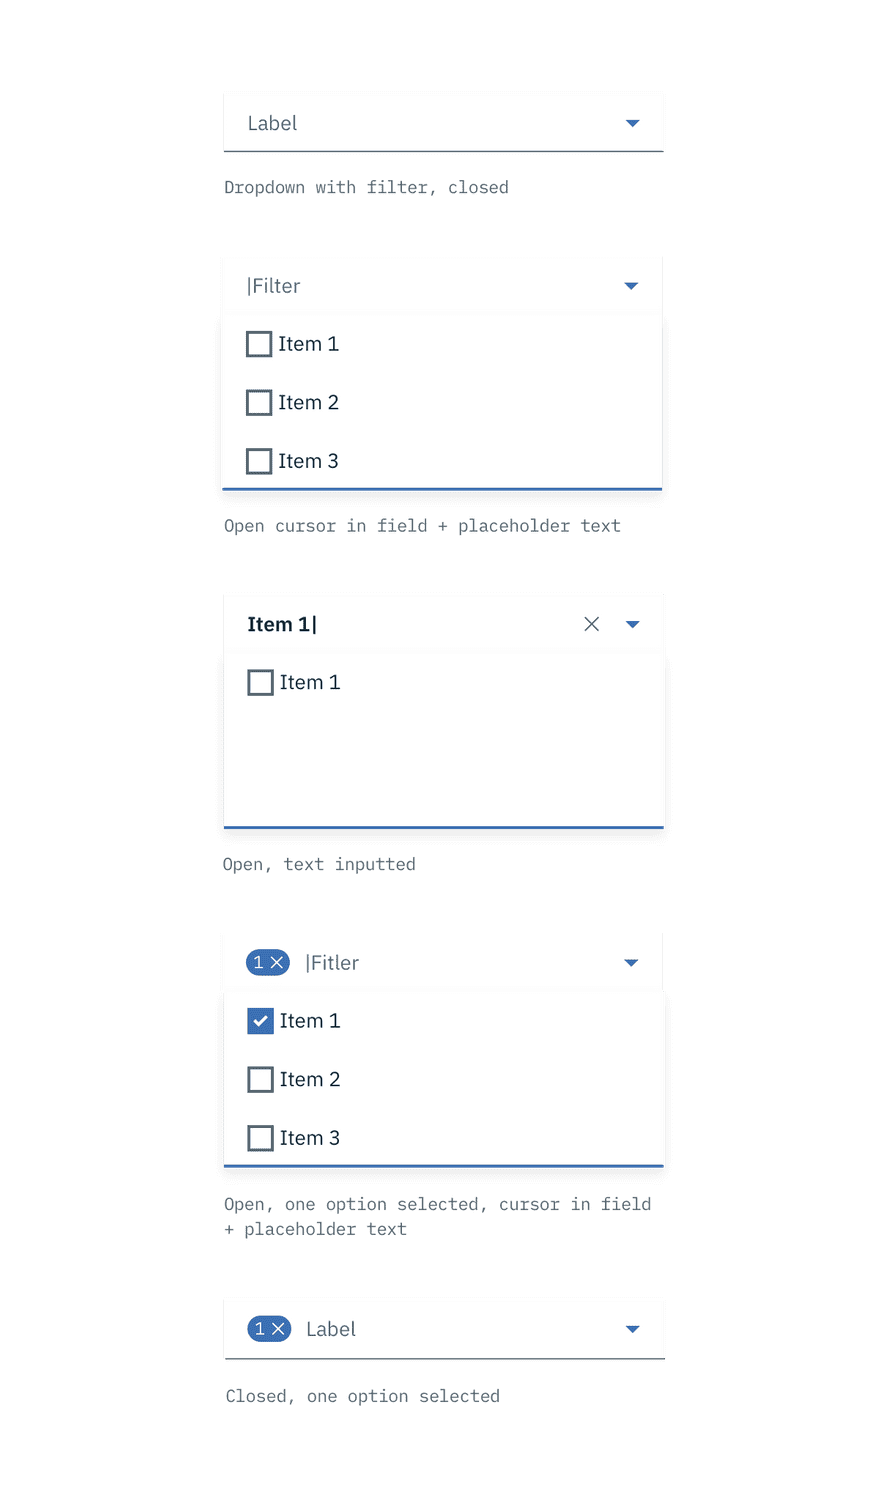 Label
Dropdown with filter, closed
|Filter
Item 1
Item 2
Item 3
Open cursor in field + placeholder text
Item 1|
Item 1
Open, text inputted
1 |Fitler
Item 1
Item 2
Item 3
Open, one option selected, cursor in field
+ placeholder text
1 Label
Closed, one option selected